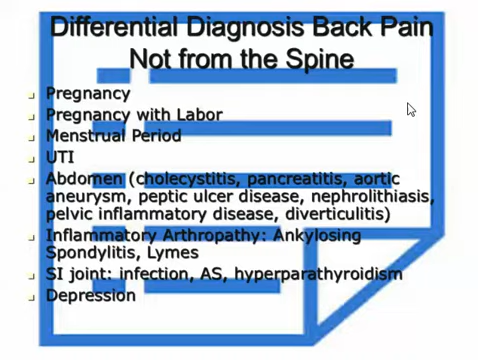 Differential Diagnosis Back Pain
Not from the Spine
Pregnancy
Pregnancy with Labor
Menstrual Period
UTI
Abdomen (cholecystitis, pancreatitis, aortic
aneurysm, peptic ulcer disease, nephrolithiasis,
pelvic inflammatory disease, diverticulitis)
Inflammatory Arthropathy: Ankylosing
Spondylitis, Lymes
SI joint: infection, AS, hyperparathyroidism
Depression